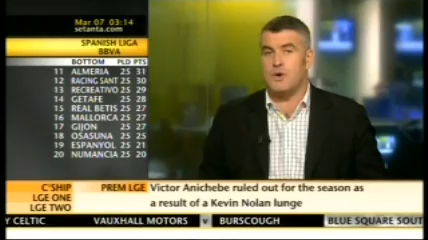 Mar 07 03:14
setanta.com
SPANISH LIGA
BBVA
BOTTOM PLD PTS
11 ALMERIA 25 31
12 RACING SANT 25 30
13 RECREATIVO 25 29
14 GETAFE 25 28
15 REAL BETIS 25 27
16 MALLORCA 25 27
17 GIJON 25 27
18 OSASUNA 25 25
19 ESPANYOL 25 21
20 NUMANCIA 25 20
C'SHIP
LGE ONE
LGE TWO
PREM LGE
Victor Anichebe ruled out for the season as
a result of a Kevin Nolan lunge
Y CELTIC VAUXHALL MOTORS v BURSCOUGH BLUE SQUARE SOUT